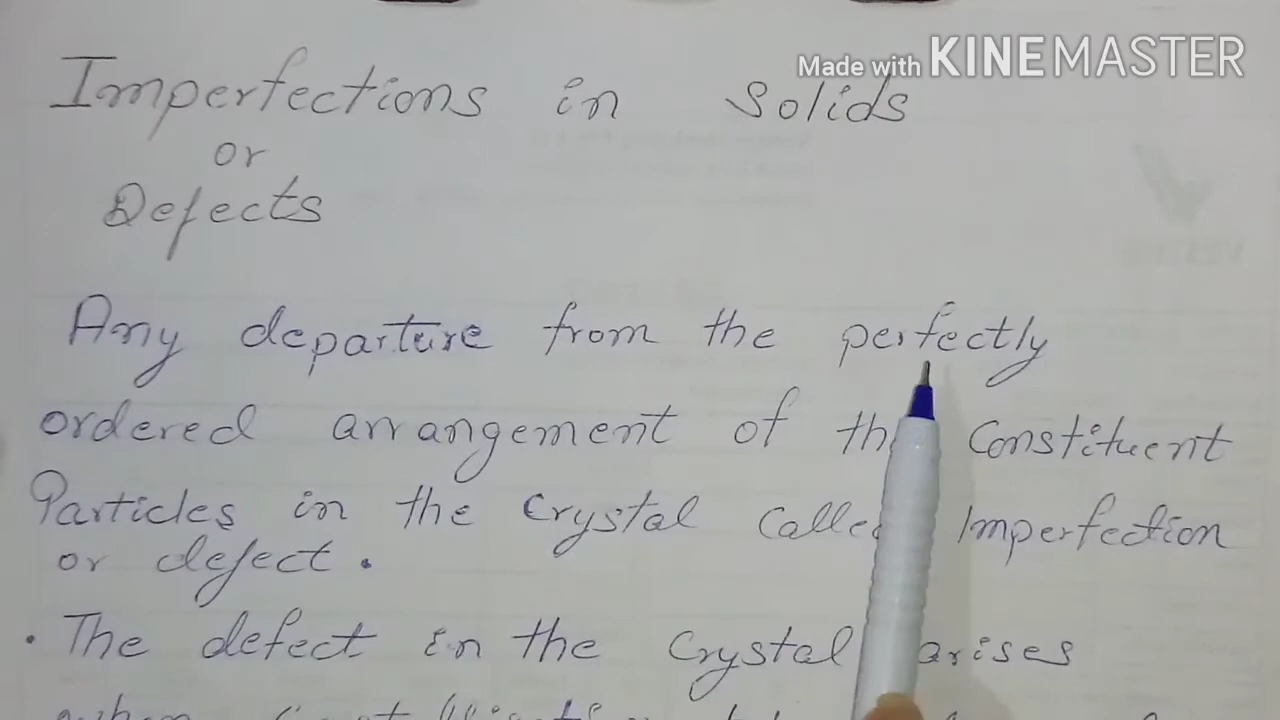 Made with KINEMASTER
Imperfections in Solids
or
Defects
Any departure from the perfectly
ordered arrangement of the Constituent
Particles in the Crystal Called Imperfection
or defect.
• The defect in the Crystal arises